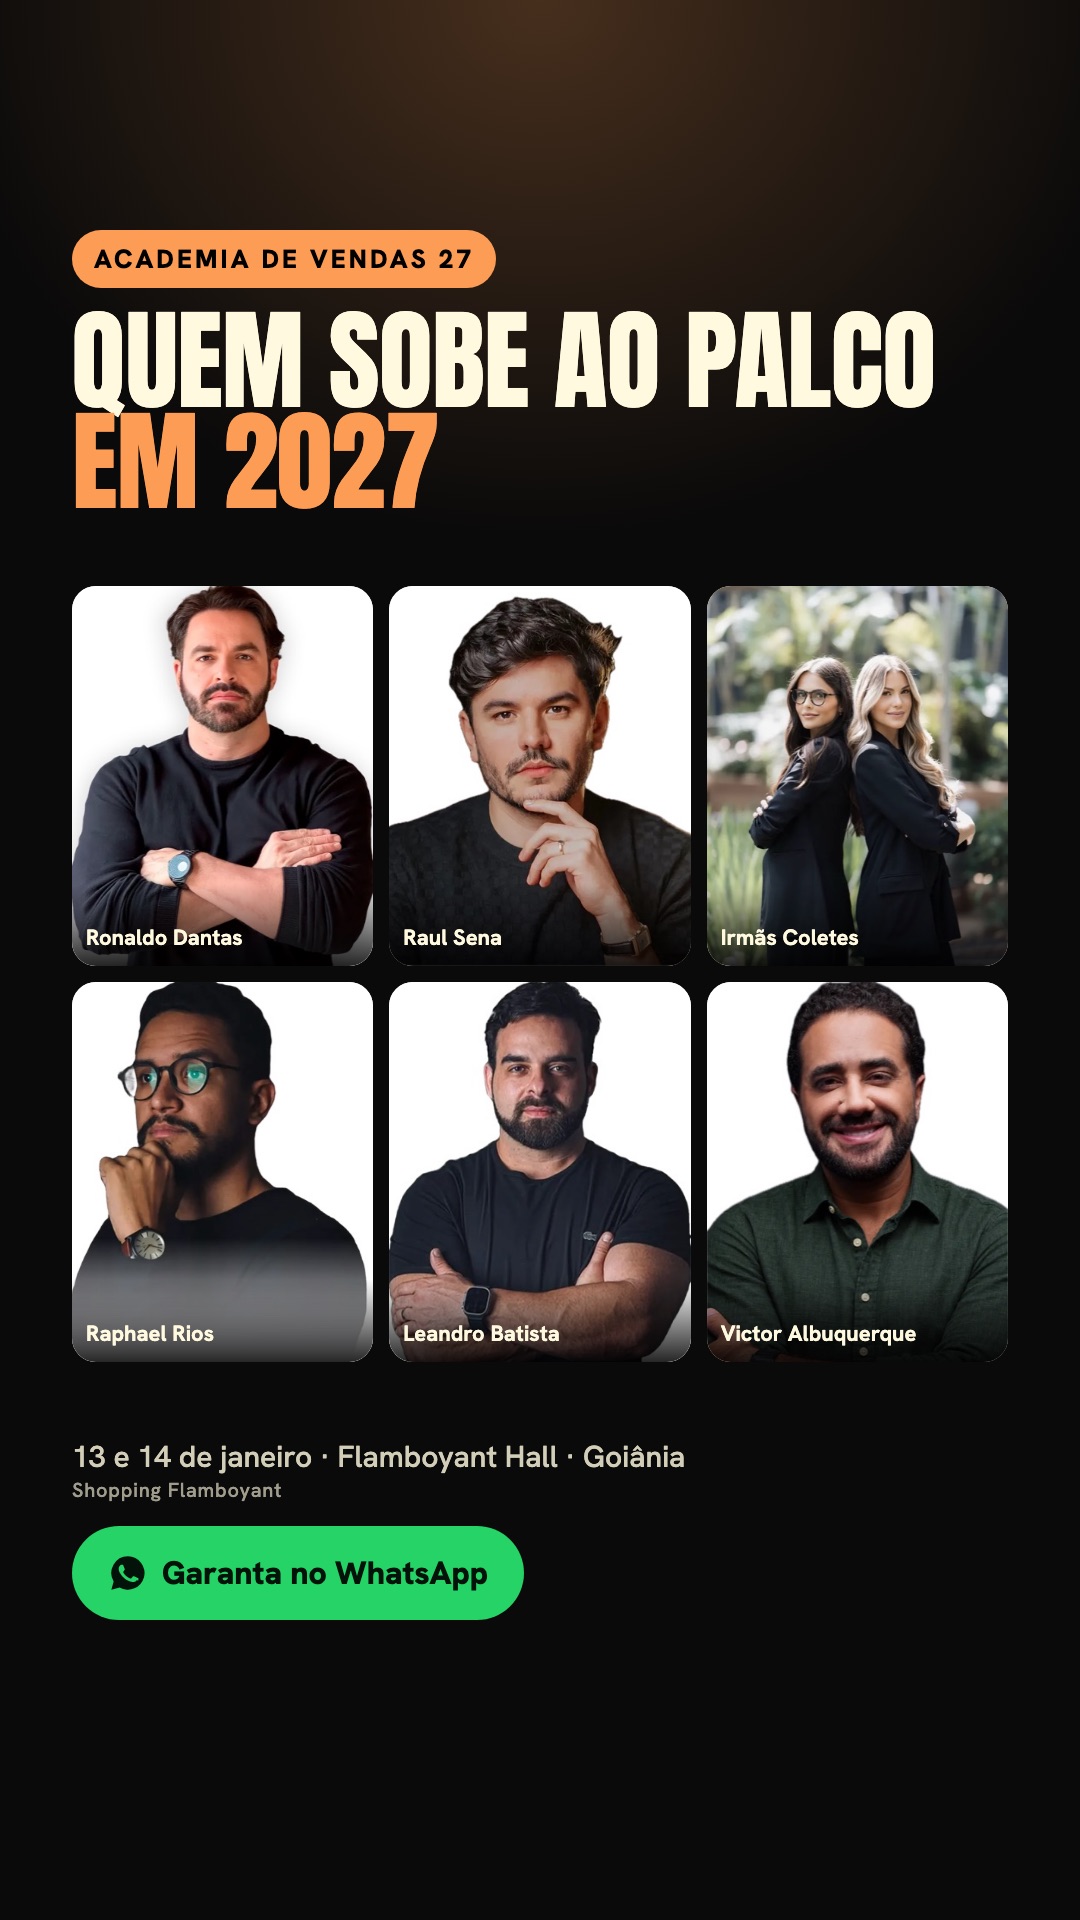 ACADEMIA DE VENDAS 27
QUEM SOBE AO PALCO
EM 2027
Ronaldo Dantas
Raul Sena
Irmãs Coletes
Raphael Rios
Leandro Batista
Victor Albuquerque
13 e 14 de janeiro · Flamboyant Hall · Goiânia
Shopping Flamboyant
Garanta no WhatsApp